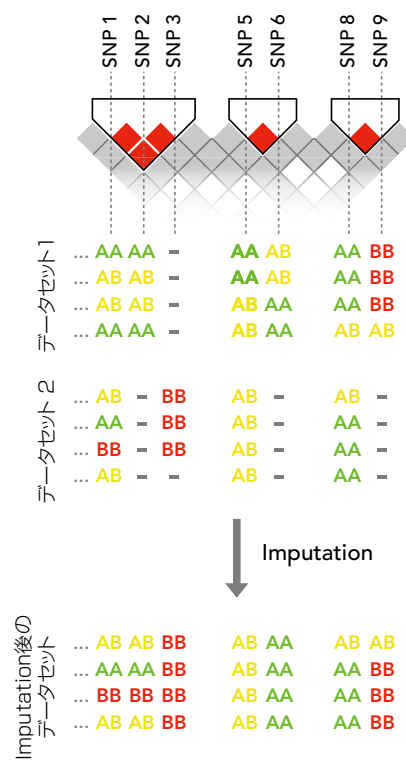 SNP 1
SNP 2
SNP 3
SNP 5
SNP 6
SNP 8
SNP 9
データセット1
... AA AA - AA AB AA BB
... AB AB - AA AB AA BB
... AB AB - AB AA AA BB
... AA AA - AB AA AB AB
データセット 2
... AB - BB AB - AB -
... AA - BB AB - AA -
... BB - BB AB - AA -
... AB - - AB - AA -
Imputation
Imputation後の
データセット
... AB AB BB AB AA AB AB
... AA AA BB AB AA AA BB
... BB BB BB AB AA AA BB
... AB AB BB AB AA AA BB